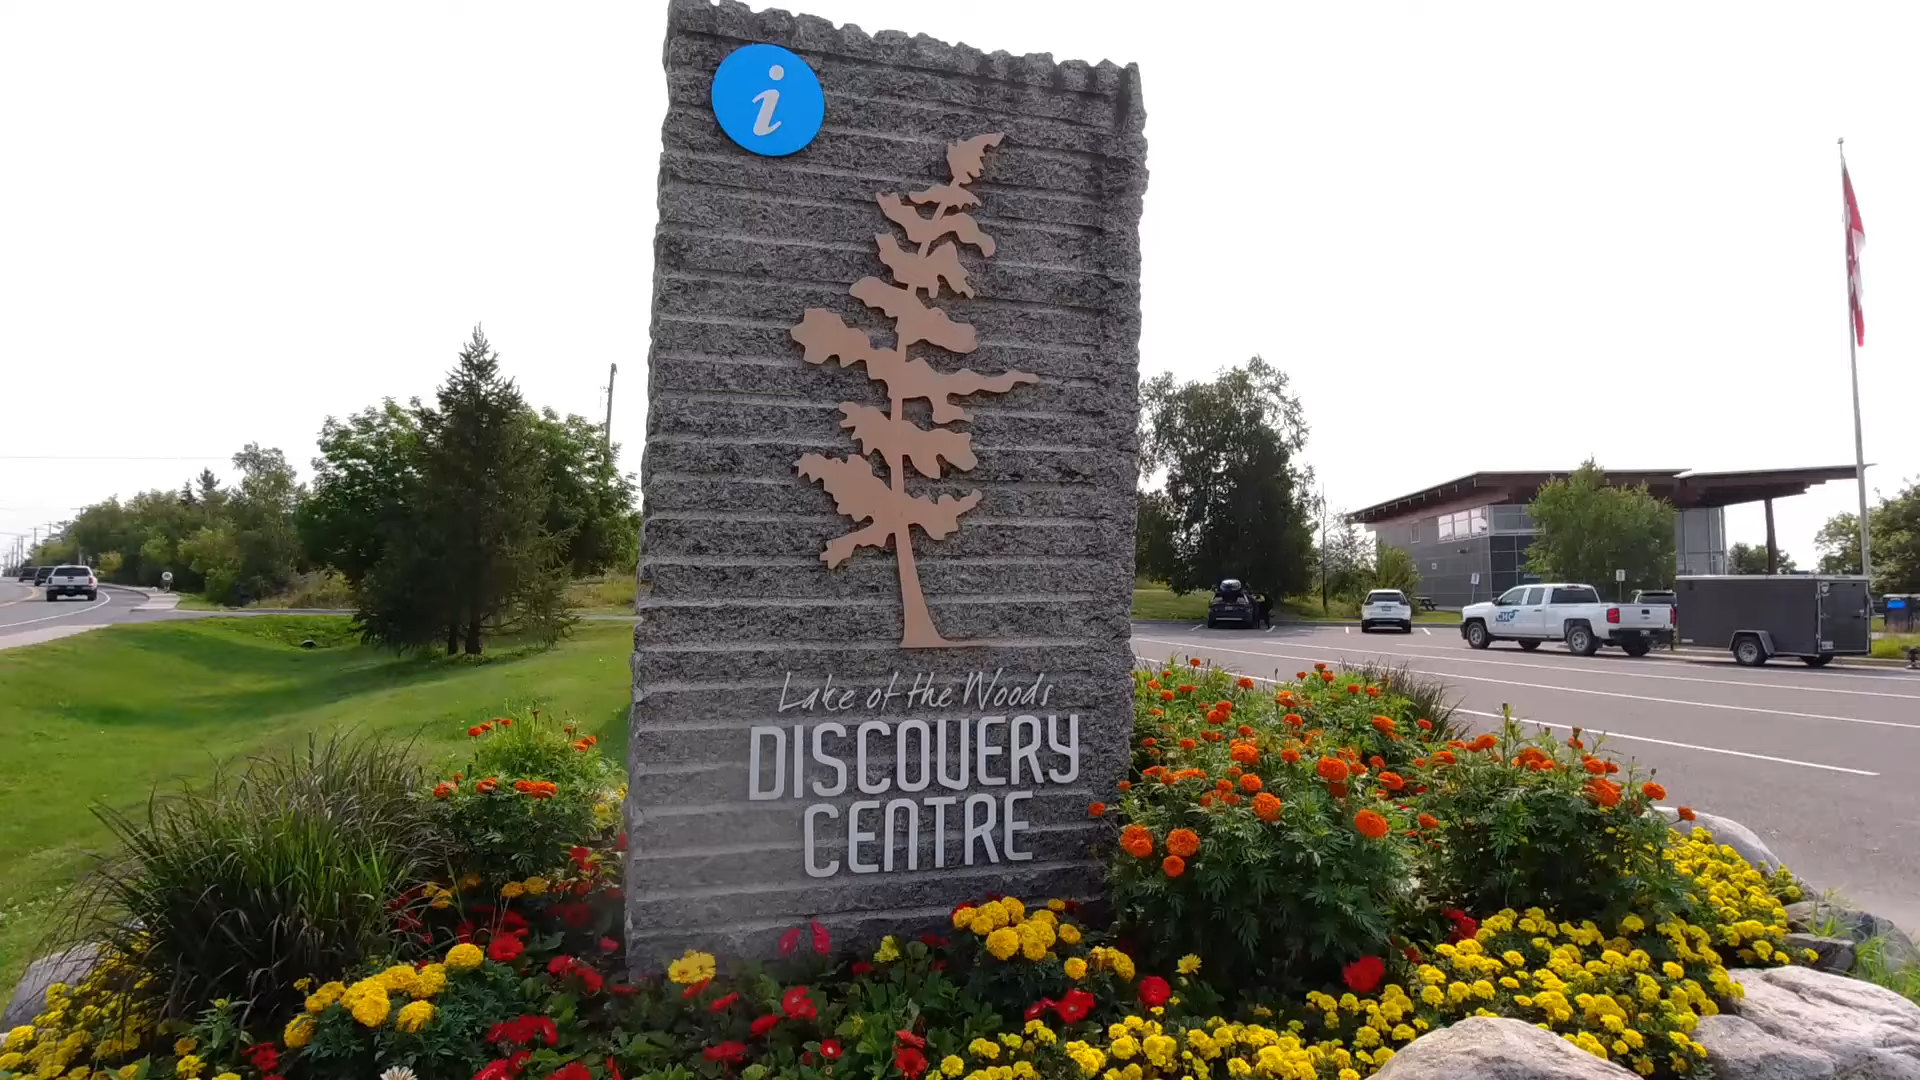 i
Lake of the Woods
DISCOVERY
CENTRE